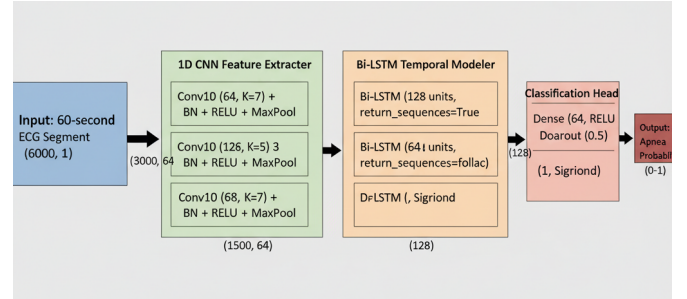 Input: 60-second
ECG Segment
(6000, 1)
(3000, 64
1D CNN Feature Extracter
Conv10 (64, K=7) +
BN + RELU + MaxPool
Conv10 (126, K=5) 3
BN + RELU + MaxPool
Conv10 (68, K=7) +
BN + RELU + MaxPool
(1500, 64)
Bi-LSTM Temporal Modeler
Bi-LSTM (128 units,
return_sequences=True
Bi-LSTM (64 units,
return_sequences=follac)
DFLSTM (, Sigriond
(128)
(128)
Classification Head
Dense (64, RELU
Doarout (0.5)
(1, Sigriond)
Output:
Apnea
Probabil
(0-1)